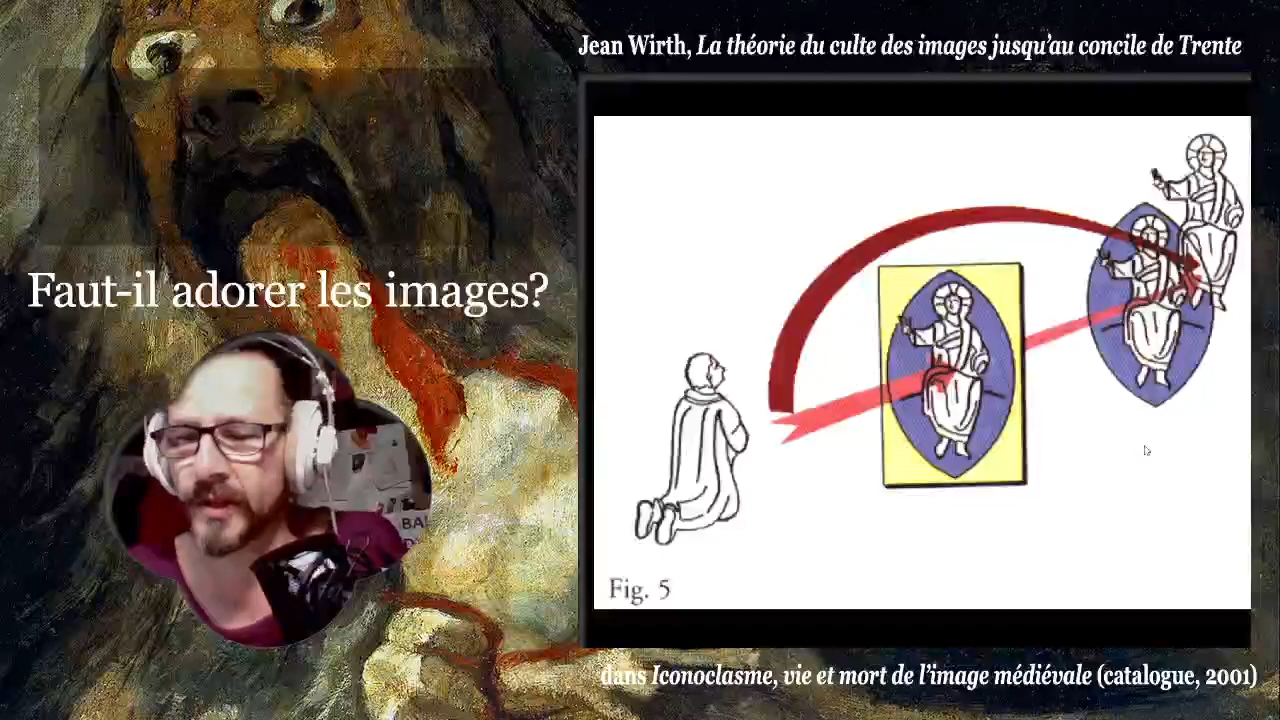 Jean Wirth, La théorie du culte des images jusqu'au concile de Trente
Faut-il adorer les images?
BAI
Fig. 5
dans Iconoclasme, vie et mort de l'image médiévale (catalogue, 2001)